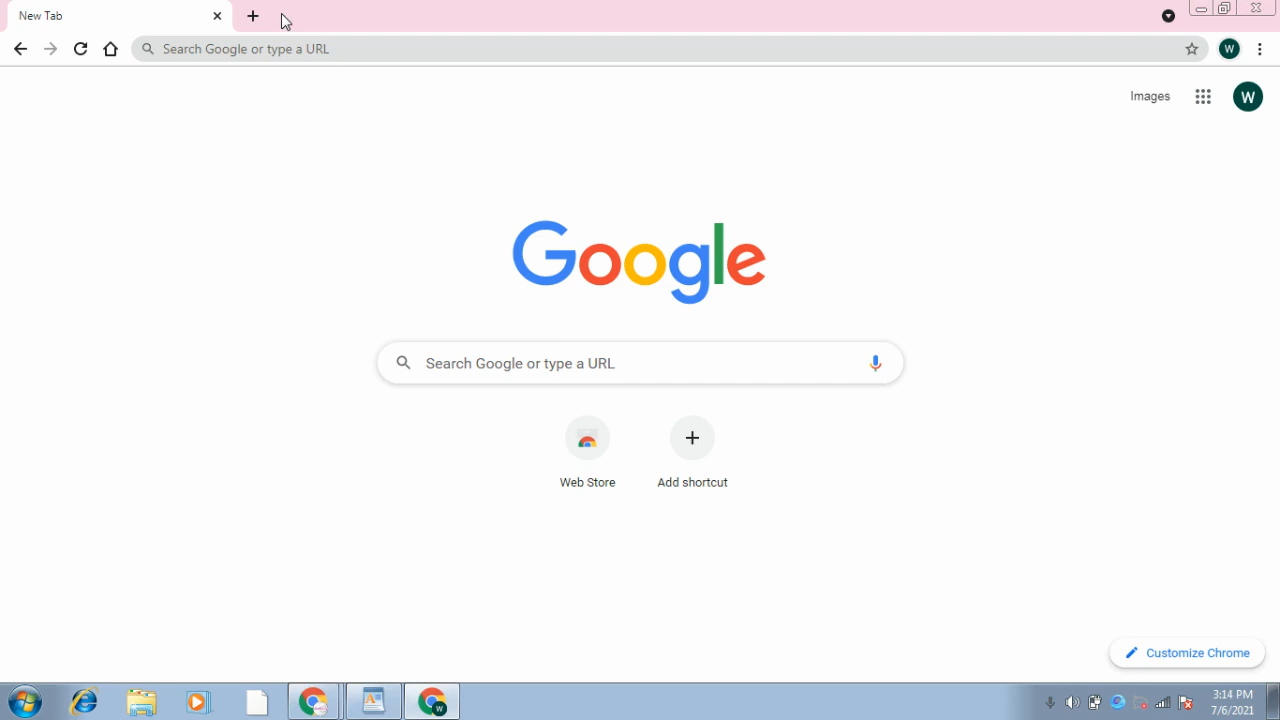 New Tab
Search Google or type a URL
W
Images
W
Google
Search Google or type a URL
Web Store
Add shortcut
Customize Chrome
W
3:14 PM
7/6/2021